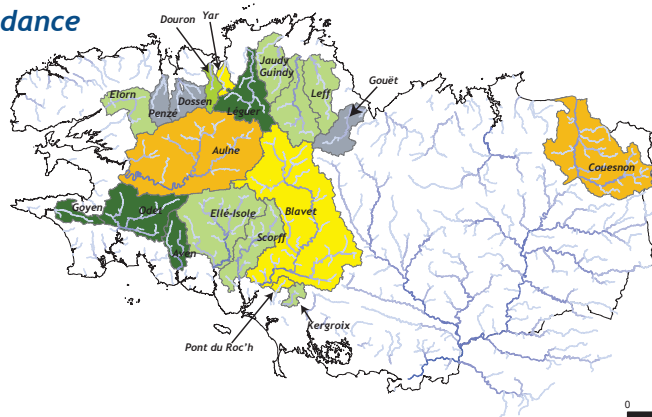 dance
Douron
Yar
Jaudy
Guindy
Gouët
Elorn
Leff
Dossen
Penzé
Léguer
Aulne
Couesnon
Goyen
Odet
Ellé-Isole
Blavet
Scorff
Aven
Kergroix
Pont du Roc'h
0